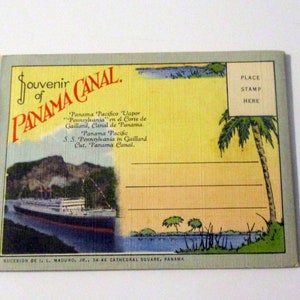 Souvenir
of
PANAMA CANAL.
Panama Pacifico Vapor
"Pennsylvania" en el Corte de
Gaillard, Canal de Panama.
Panama Pacific
S. S. Pennsylvania in Gaillard
Cut, Panama Canal.
PLACE
STAMP
HERE
SUCESION DE I. L. MADURO, JR., 34-46 CATHEDRAL SQUARE, PANAMA